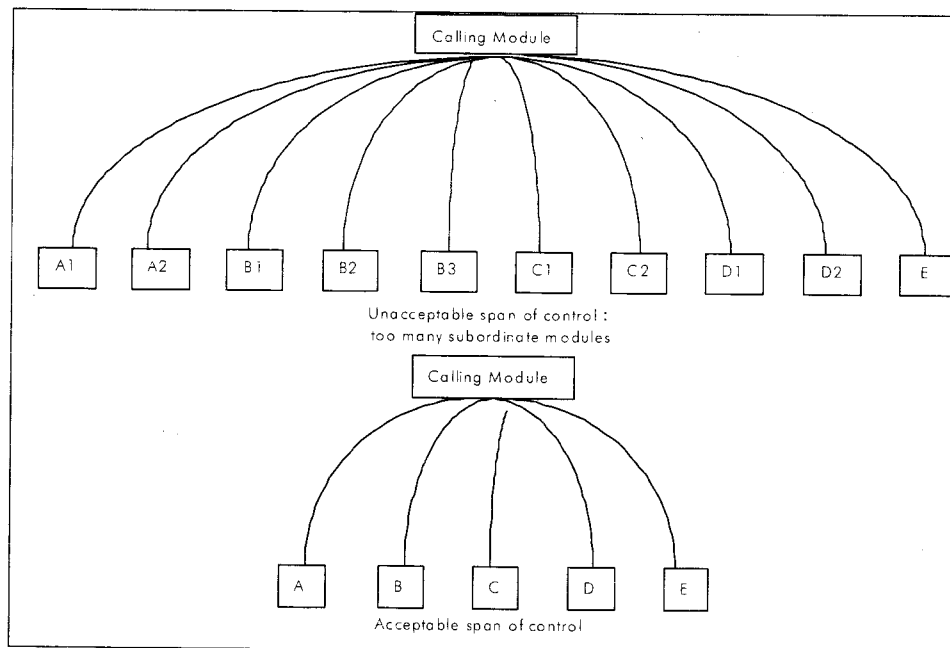 Calling Module
A1 A2 B1 B2 B3 C1 C2 D1 D2 E
Unacceptable span of control :
too many subordinate modules
Calling Module
A B C D E
Acceptable span of control